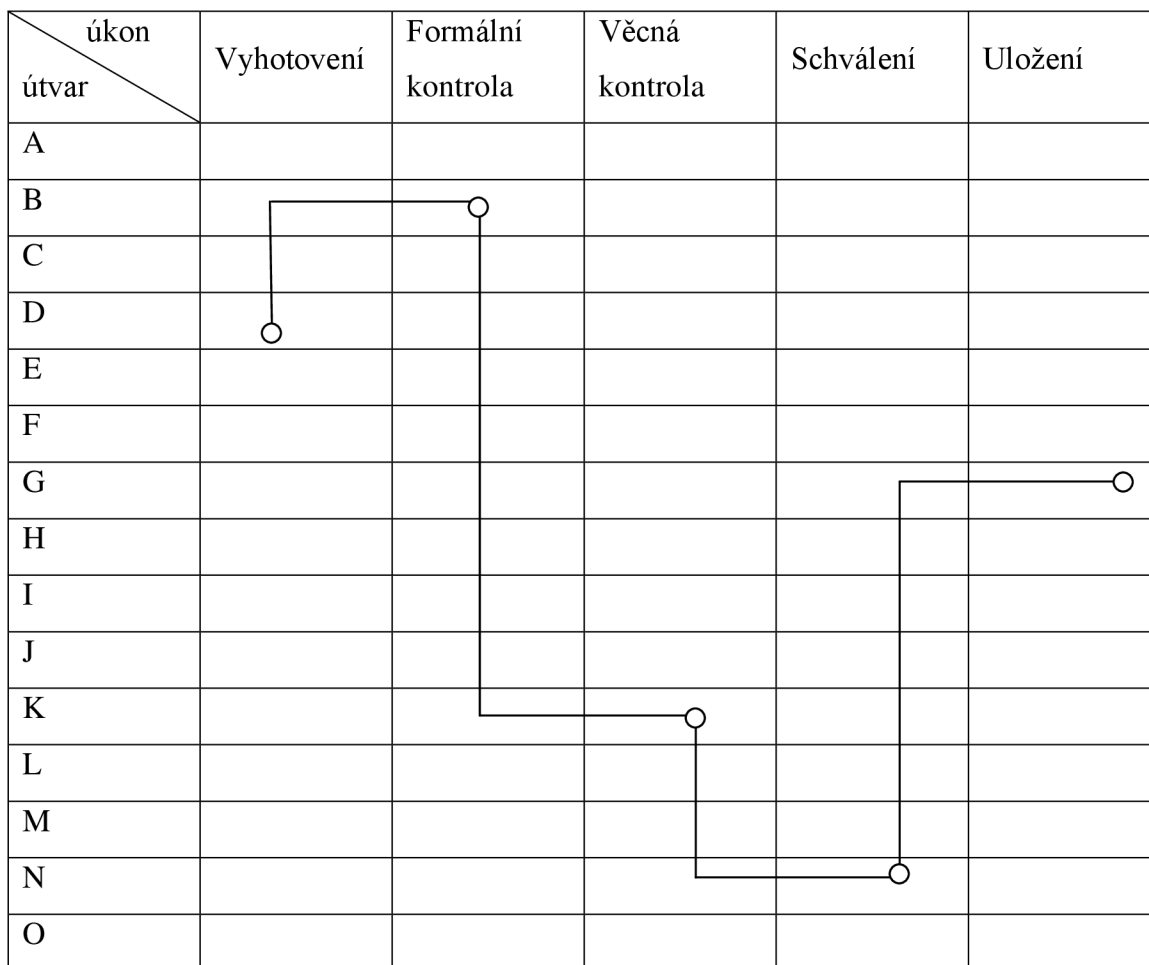 úkon
útvar
Vyhotovení
Formální
kontrola
Věcná
kontrola
Schválení
Uložení
A
B
C
D
E
F
G
H
I
J
K
L
M
N
O